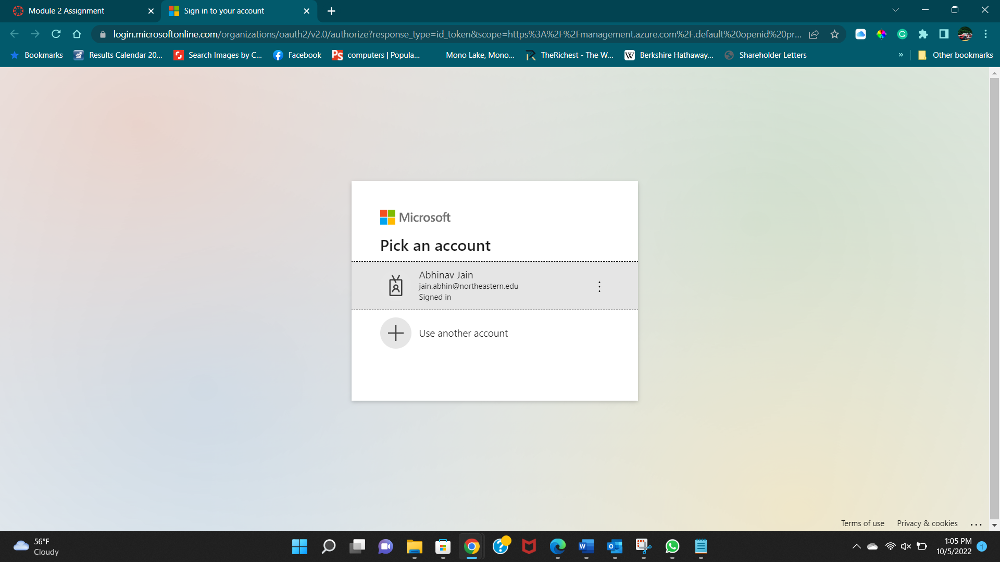 Module 2 Assignment
Sign in to your account
login.microsoftonline.com/organizations/oauth2/v2.0/authorize?response_type=id_token&scope=https%3A%2F%2Fmanagement.azure.com%2F.default%20openid%20pr...
Bookmarks
Results Calendar 20...
Search Images by C...
Facebook
computers | Popula...
Mono Lake, Mono...
TheRichest - The W...
W Berkshire Hathaway...
Shareholder Letters
»
Other bookmarks
Microsoft
Pick an account
Abhinav Jain
jain.abhin@northeastern.edu
Signed in
Use another account
Terms of use
Privacy & cookies
...
56°F
Cloudy
1:05 PM
10/5/2022
1